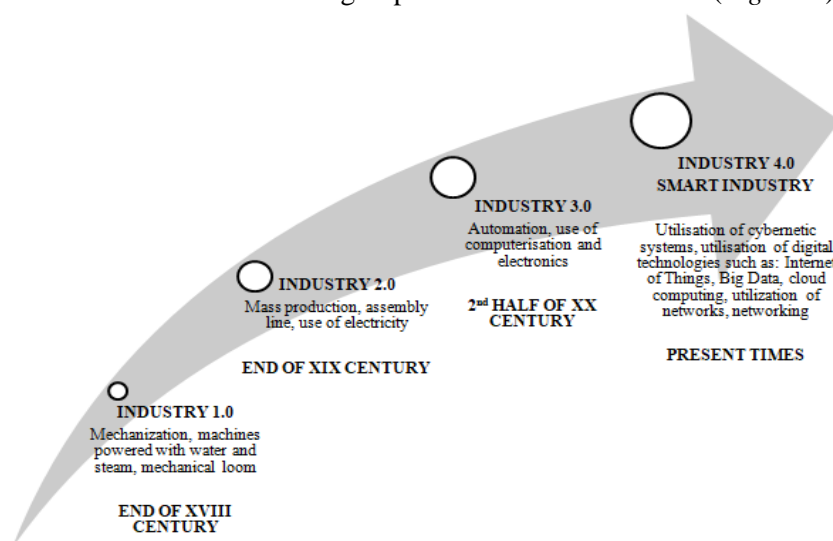 INDUSTRY 4.0
SMART INDUSTRY
Utilisation of cybernetic
systems, utilisation of digital
technologies such as: Internet
of Things, Big Data, cloud
computing, utilization of
networks, networking
PRESENT TIMES
INDUSTRY 3.0
Automation, use of
computerisation and
electronics
2nd HALF OF XX
CENTURY
INDUSTRY 2.0
Mass production, assembly
line, use of electricity
END OF XIX CENTURY
INDUSTRY 1.0
Mechanization, machines
powered with water and
steam, mechanical loom
END OF XVIII
CENTURY